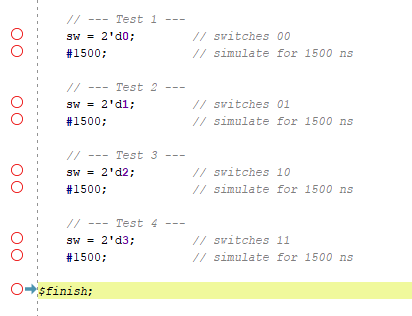 // --- Test 1 ---
sw = 2'd0; // switches 00
#1500; // simulate for 1500 ns
// --- Test 2 ---
sw = 2'd1; // switches 01
#1500; // simulate for 1500 ns
// --- Test 3 ---
sw = 2'd2; // switches 10
#1500; // simulate for 1500 ns
// --- Test 4 ---
sw = 2'd3; // switches 11
#1500; // simulate for 1500 ns
$finish;